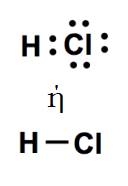 H : Cl :
ή
H — Cl